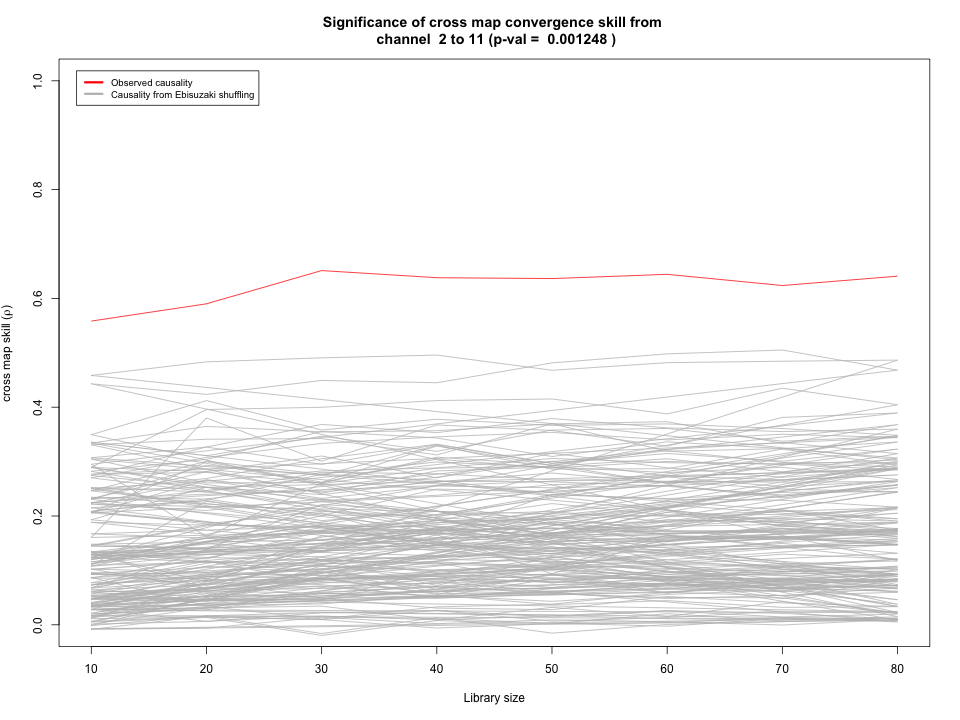 Significance of cross map convergence skill from
channel  2 to 11 (p-val =  0.001248 )
Observed causality
Causality from Ebisuzaki shuffling
cross map skill (ρ)
1.0
0.8
0.6
0.4
0.2
0.0
10 20 30 40 50 60 70 80
Library size